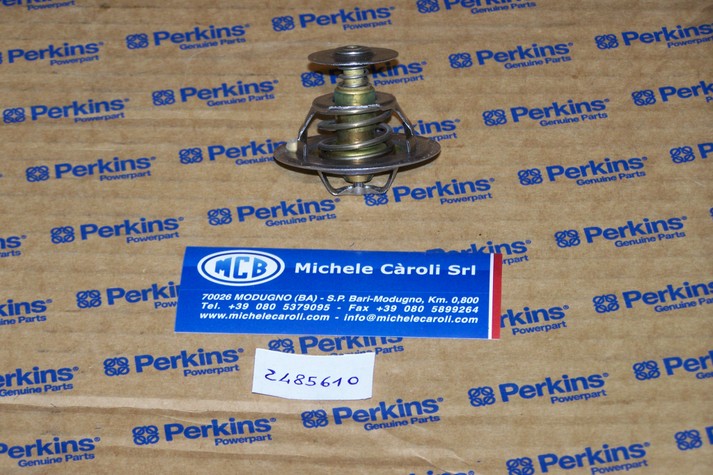 Perkins
Genuine Parts
Perkins
Powerpart
MCB
Michele Càroli Srl
70026 MODUGNO (BA) - S.P. Bari-Modugno, Km. 0,800
Tel. +39 080 5379095 - Fax +39 080 5899264
www.michelecaroli.com - info@michelecaroli.com
2485610